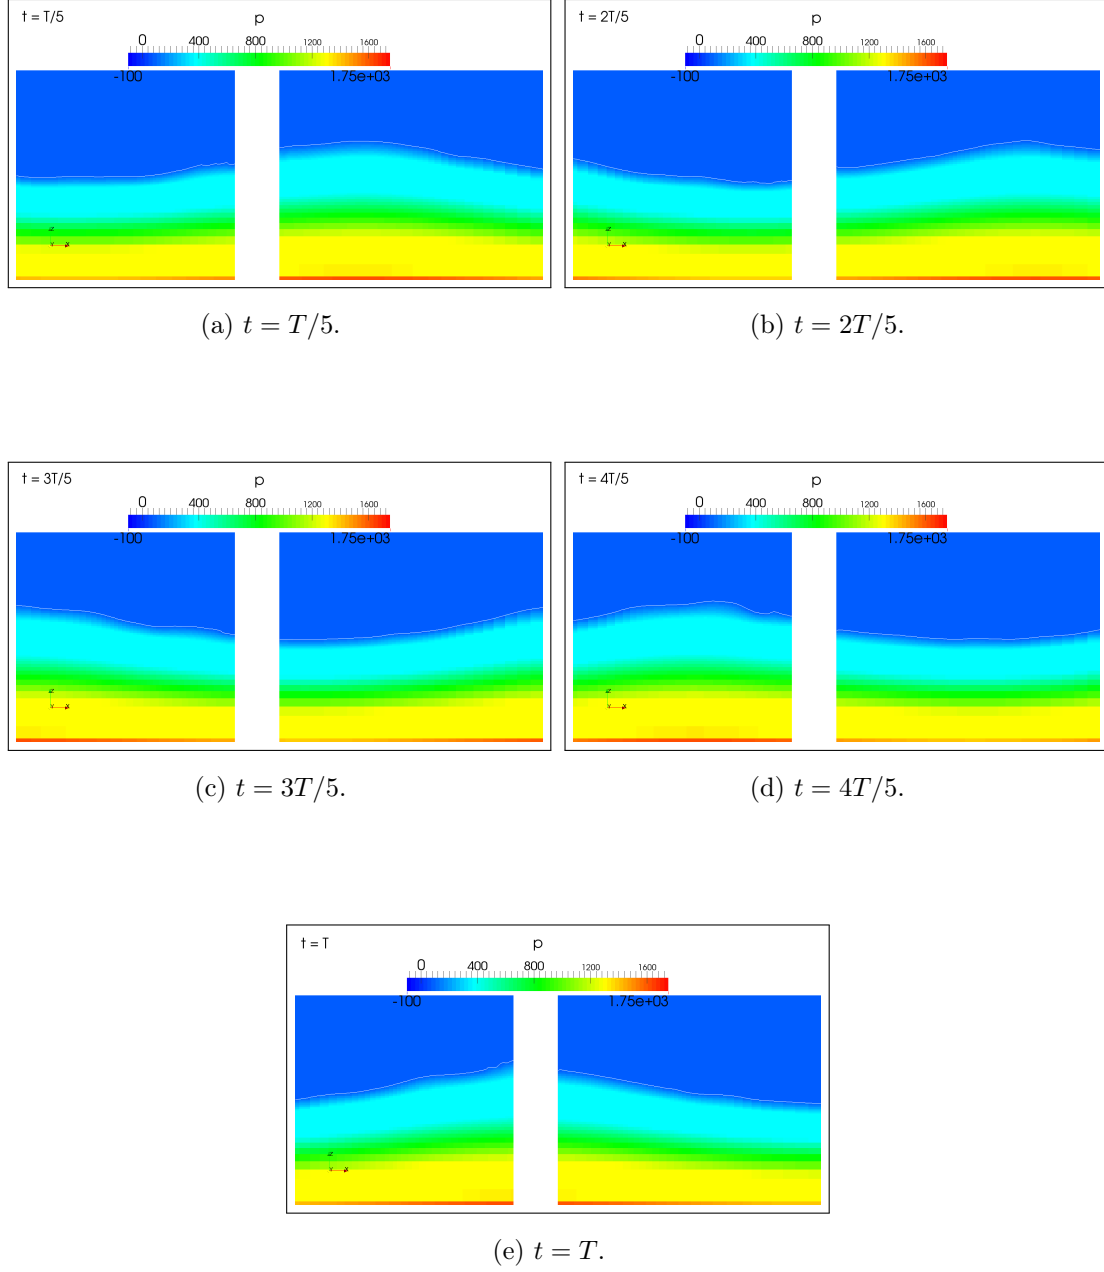 t = T/5
p
0 400 800 1200 1600
-100 1.75e+03
t = 2T/5
p
0 400 800 1200 1600
-100 1.75e+03
(a) t = T/5.
(b) t = 2T/5.
t = 3T/5
p
0 400 800 1200 1600
-100 1.75e+03
t = 4T/5
p
0 400 800 1200 1600
-100 1.75e+03
(c) t = 3T/5.
(d) t = 4T/5.
t = T
p
0 400 800 1200 1600
-100 1.75e+03
(e) t = T.